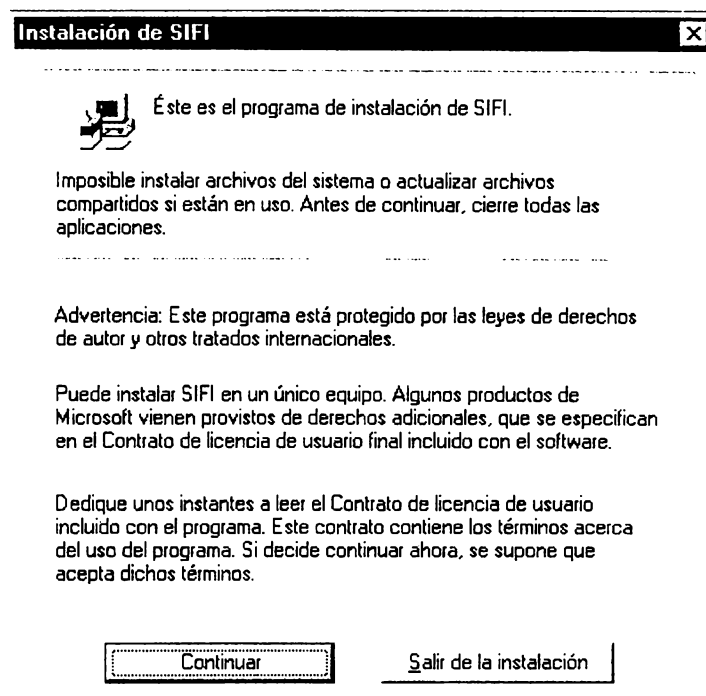 Instalación de SIFI
Éste es el programa de instalación de SIFI.
Imposible instalar archivos del sistema o actualizar archivos
compartidos si están en uso. Antes de continuar, cierre todas las
aplicaciones.
Advertencia: Este programa está protegido por las leyes de derechos
de autor y otros tratados internacionales.
Puede instalar SIFI en un único equipo. Algunos productos de
Microsoft vienen provistos de derechos adicionales, que se especifican
en el Contrato de licencia de usuario final incluido con el software.
Dedique unos instantes a leer el Contrato de licencia de usuario
incluido con el programa. Este contrato contiene los términos acerca
del uso del programa. Si decide continuar ahora, se supone que
acepta dichos términos.
Continuar
Salir de la instalación